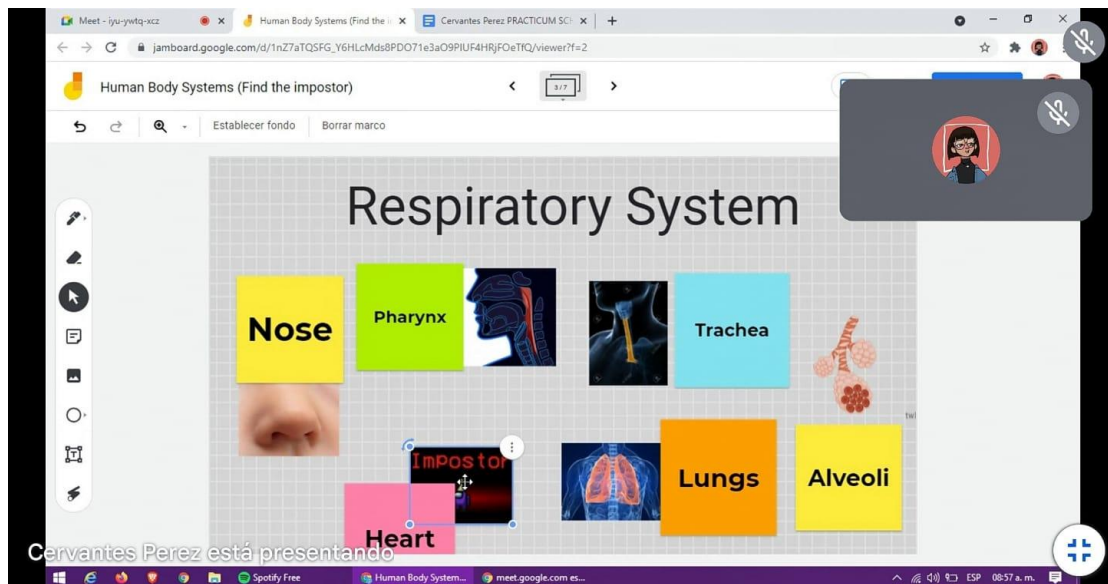 Meet - iyu-ywtq-xcz
Human Body Systems (Find the i
Cervantes Perez PRACTICUM SC
jamboard.google.com/d/1nZ7aTQSFG_Y6HLcMds8PDO71e3aO9PIUF4HRjFOeTfQ/viewer?f=2
Human Body Systems (Find the impostor)
3/7
Establecer fondo
Borrar marco
Respiratory System
Nose
Pharynx
Trachea
Impostor
Heart
Lungs
Alveoli
Cervantes Perez está presentando
Spotify Free
Human Body System...
meet.google.com es...
ESP
08:57 a. m.